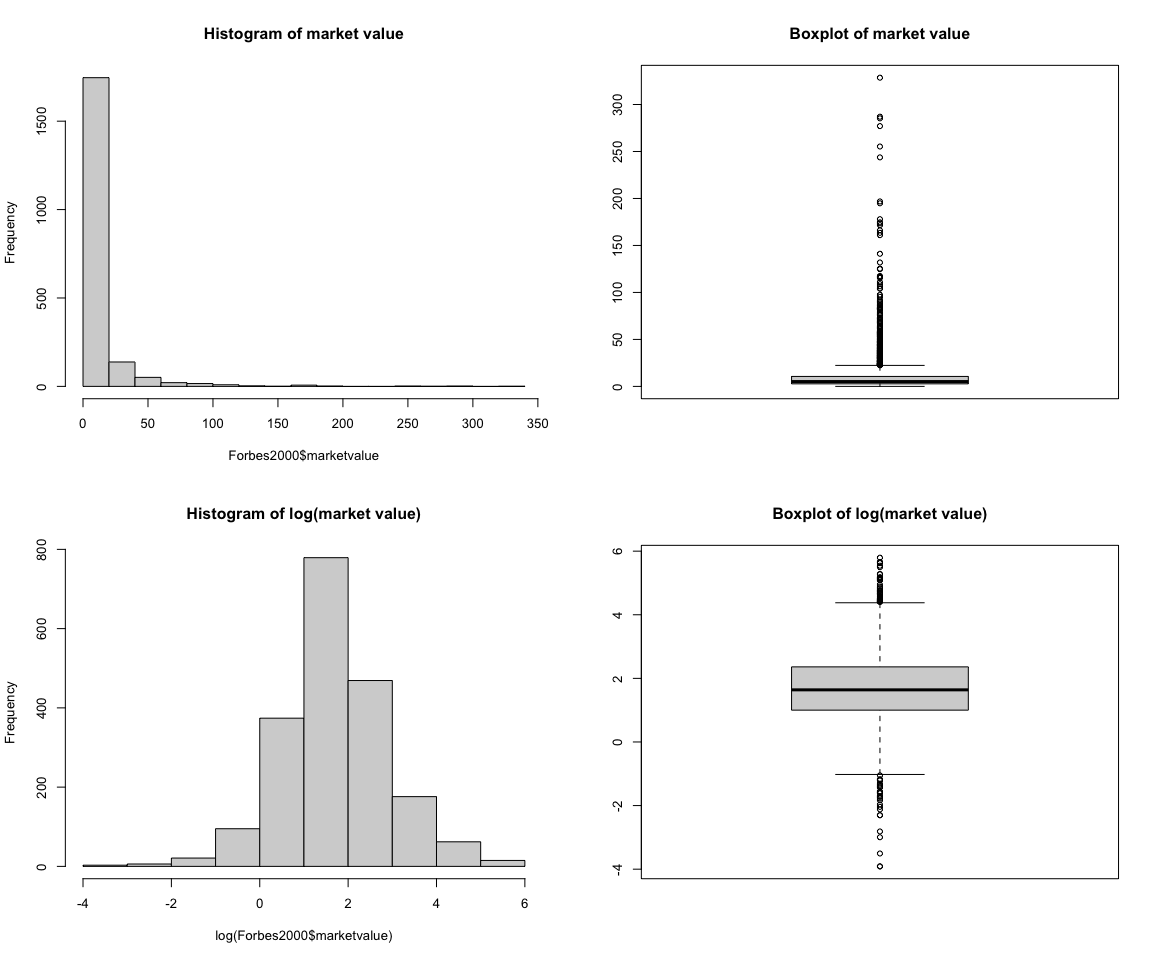 Histogram of market value
Frequency
0
500
1000
1500
0 50 100 150 200 250 300 350
Forbes2000$marketvalue
Boxplot of market value
0
50
100
150
200
250
300
Histogram of log(market value)
Frequency
0
200
400
600
800
-4 -2 0 2 4 6
log(Forbes2000$marketvalue)
Boxplot of log(market value)
-4
-2
0
2
4
6